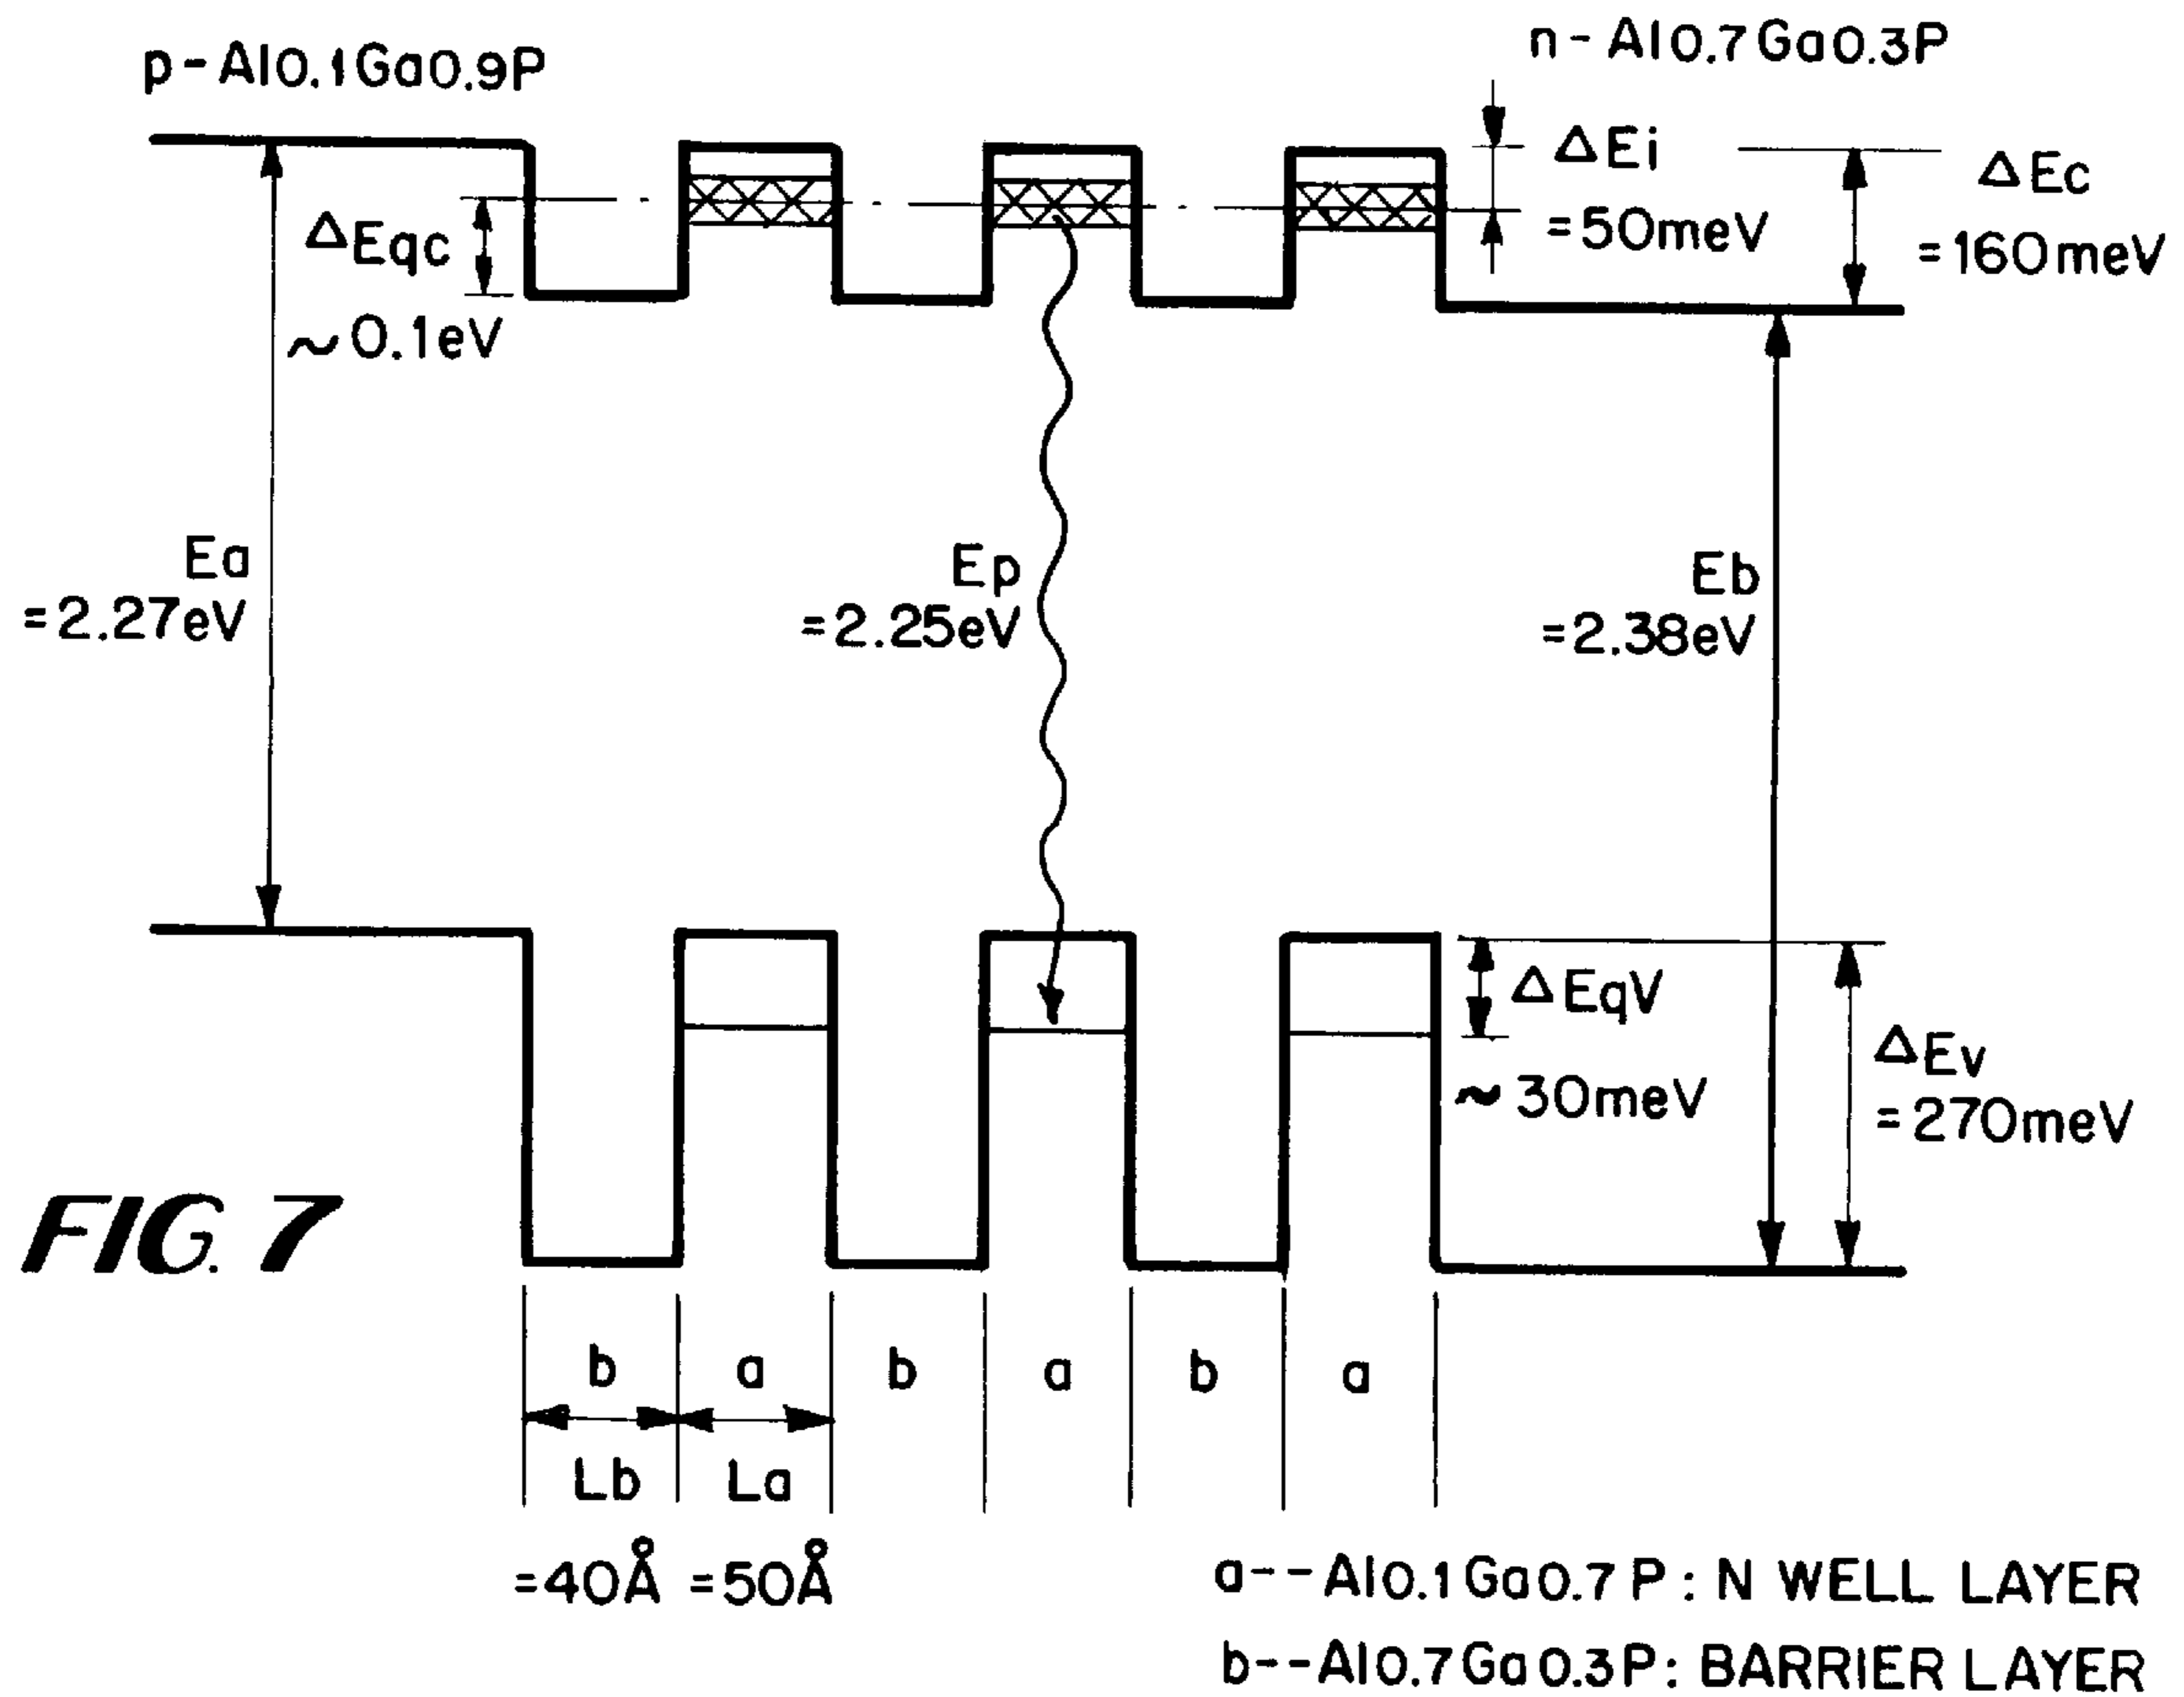 p-Al0.1Ga0.9P
n-Al0.7Ga0.3P
ΔEi
=50meV
ΔEc
=160meV
ΔEqc
~0.1eV
Ea
=2.27eV
Ep
=2.25eV
Eb
=2.38eV
ΔEqV
≈30meV
ΔEv
=270meV
FIG. 7
b a b a b a
Lb La
=40Å =50Å
a--Al0.1Ga0.7P: N WELL LAYER
b--Al0.7Ga0.3P: BARRIER LAYER